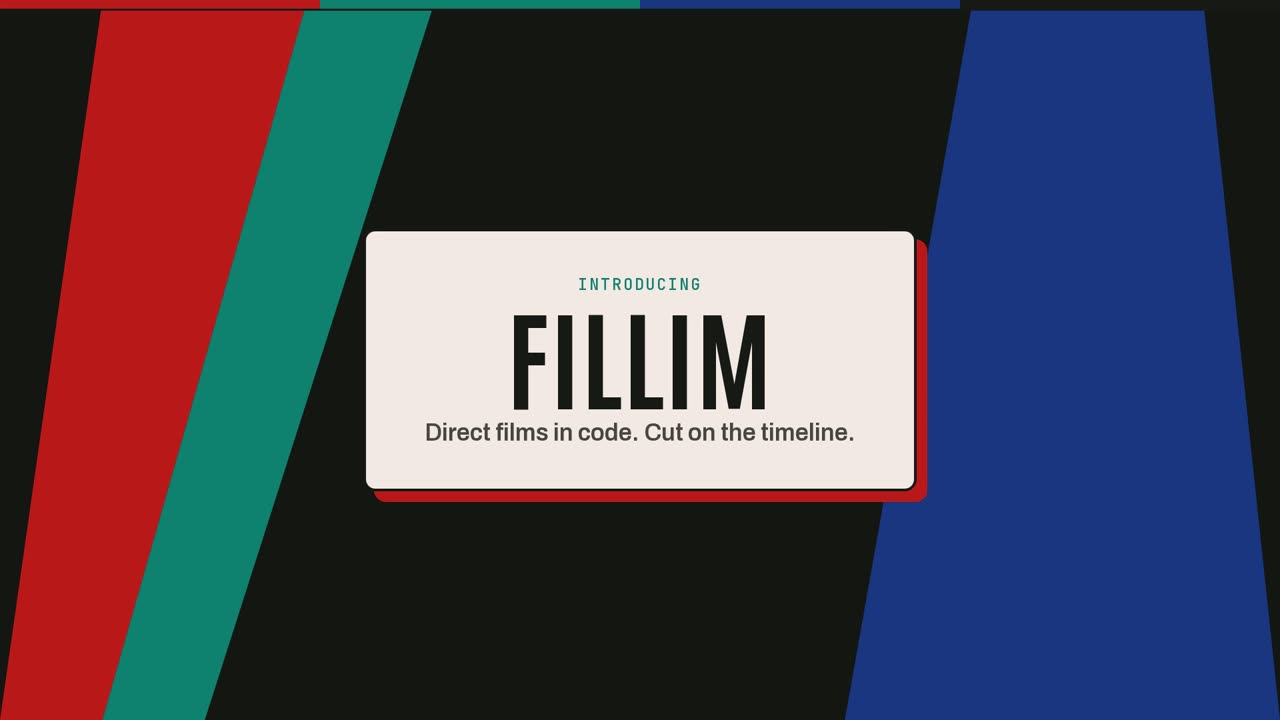 INTRODUCING
FILLIM
Direct films in code. Cut on the timeline.